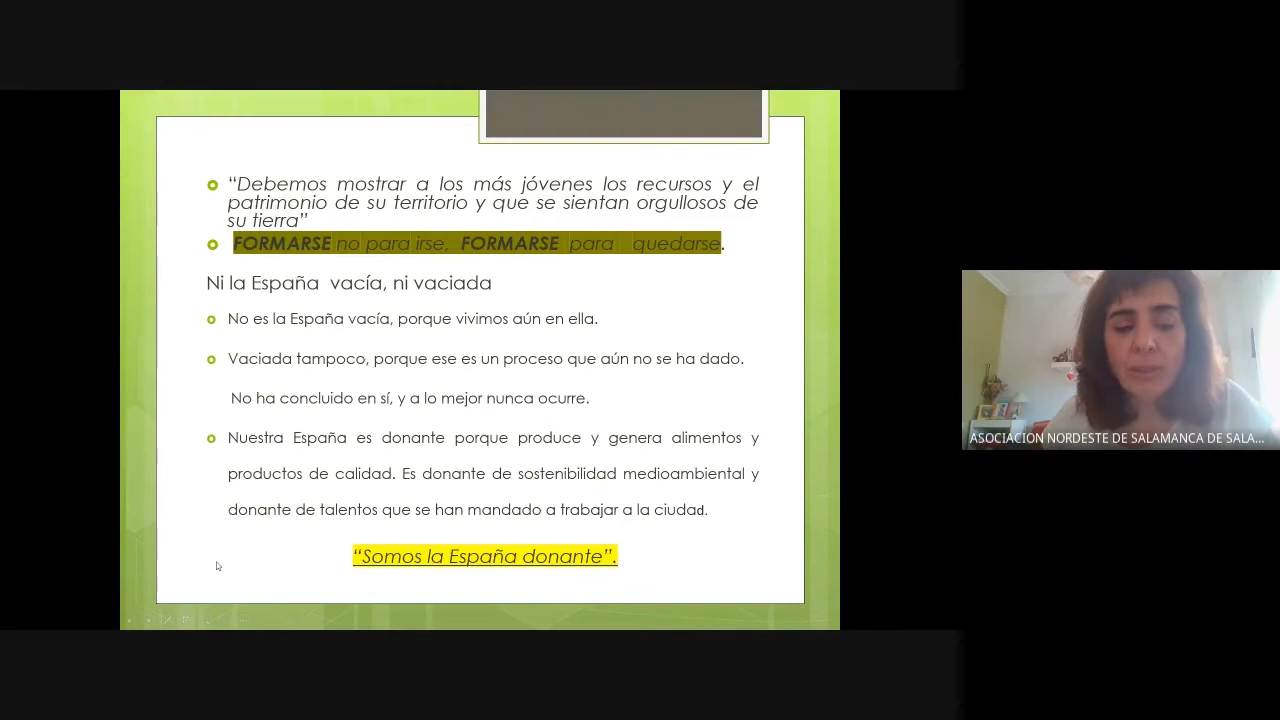 “Debemos mostrar a los más jóvenes los recursos y el
patrimonio de su territorio y que se sientan orgullosos de
su tierra”
FORMARSE no para irse, FORMARSE para quedarse.
Ni la España vacía, ni vaciada
No es la España vacía, porque vivimos aún en ella.
Vaciada tampoco, porque ese es un proceso que aún no se ha dado.
No ha concluido en sí, y a lo mejor nunca ocurre.
Nuestra España es donante porque produce y genera alimentos y
productos de calidad. Es donante de sostenibilidad medioambiental y
donante de talentos que se han mandado a trabajar a la ciudad.
“Somos la España donante”.
ASOCIACION NORDESTE DE SALAMANCA DE SALA...